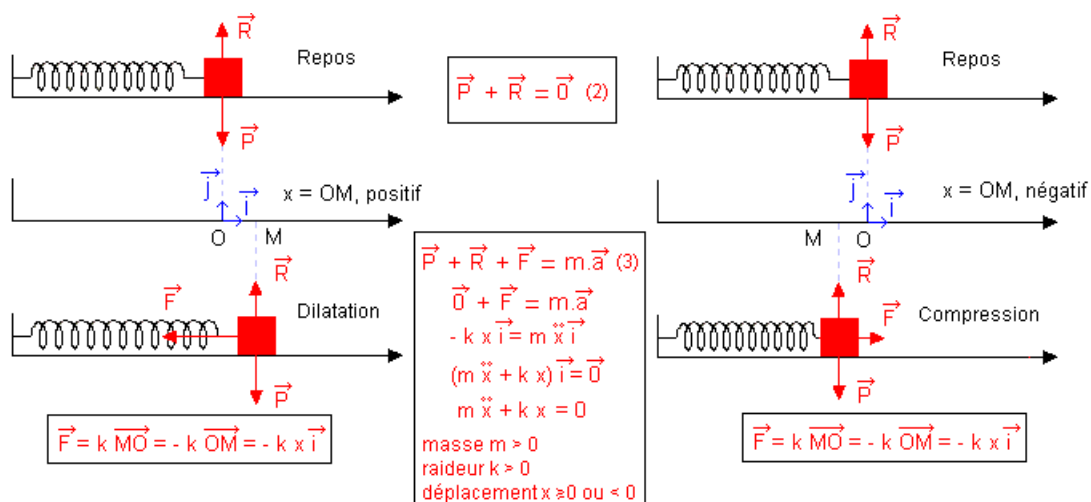 R⃗
Repos
P⃗
P⃗ + R⃗ = 0⃗ (2)
R⃗
Repos
P⃗
j⃗
i⃗
x = OM, positif
O
M
j⃗
i⃗
x = OM, négatif
M
O
R⃗
F⃗
Dilatation
P⃗
F⃗ = k MO⃗ = - k OM⃗ = - k x i⃗
P⃗ + R⃗ + F⃗ = m.a⃗ (3)
0⃗ + F⃗ = m.a⃗
- k x i⃗ = m ẍ i⃗
(m ẍ + k x) i⃗ = 0⃗
m ẍ + k x = 0
masse m > 0
raideur k > 0
déplacement x ≥0 ou < 0
R⃗
Compression
F⃗
P⃗
F⃗ = k MO⃗ = - k OM⃗ = - k x i⃗